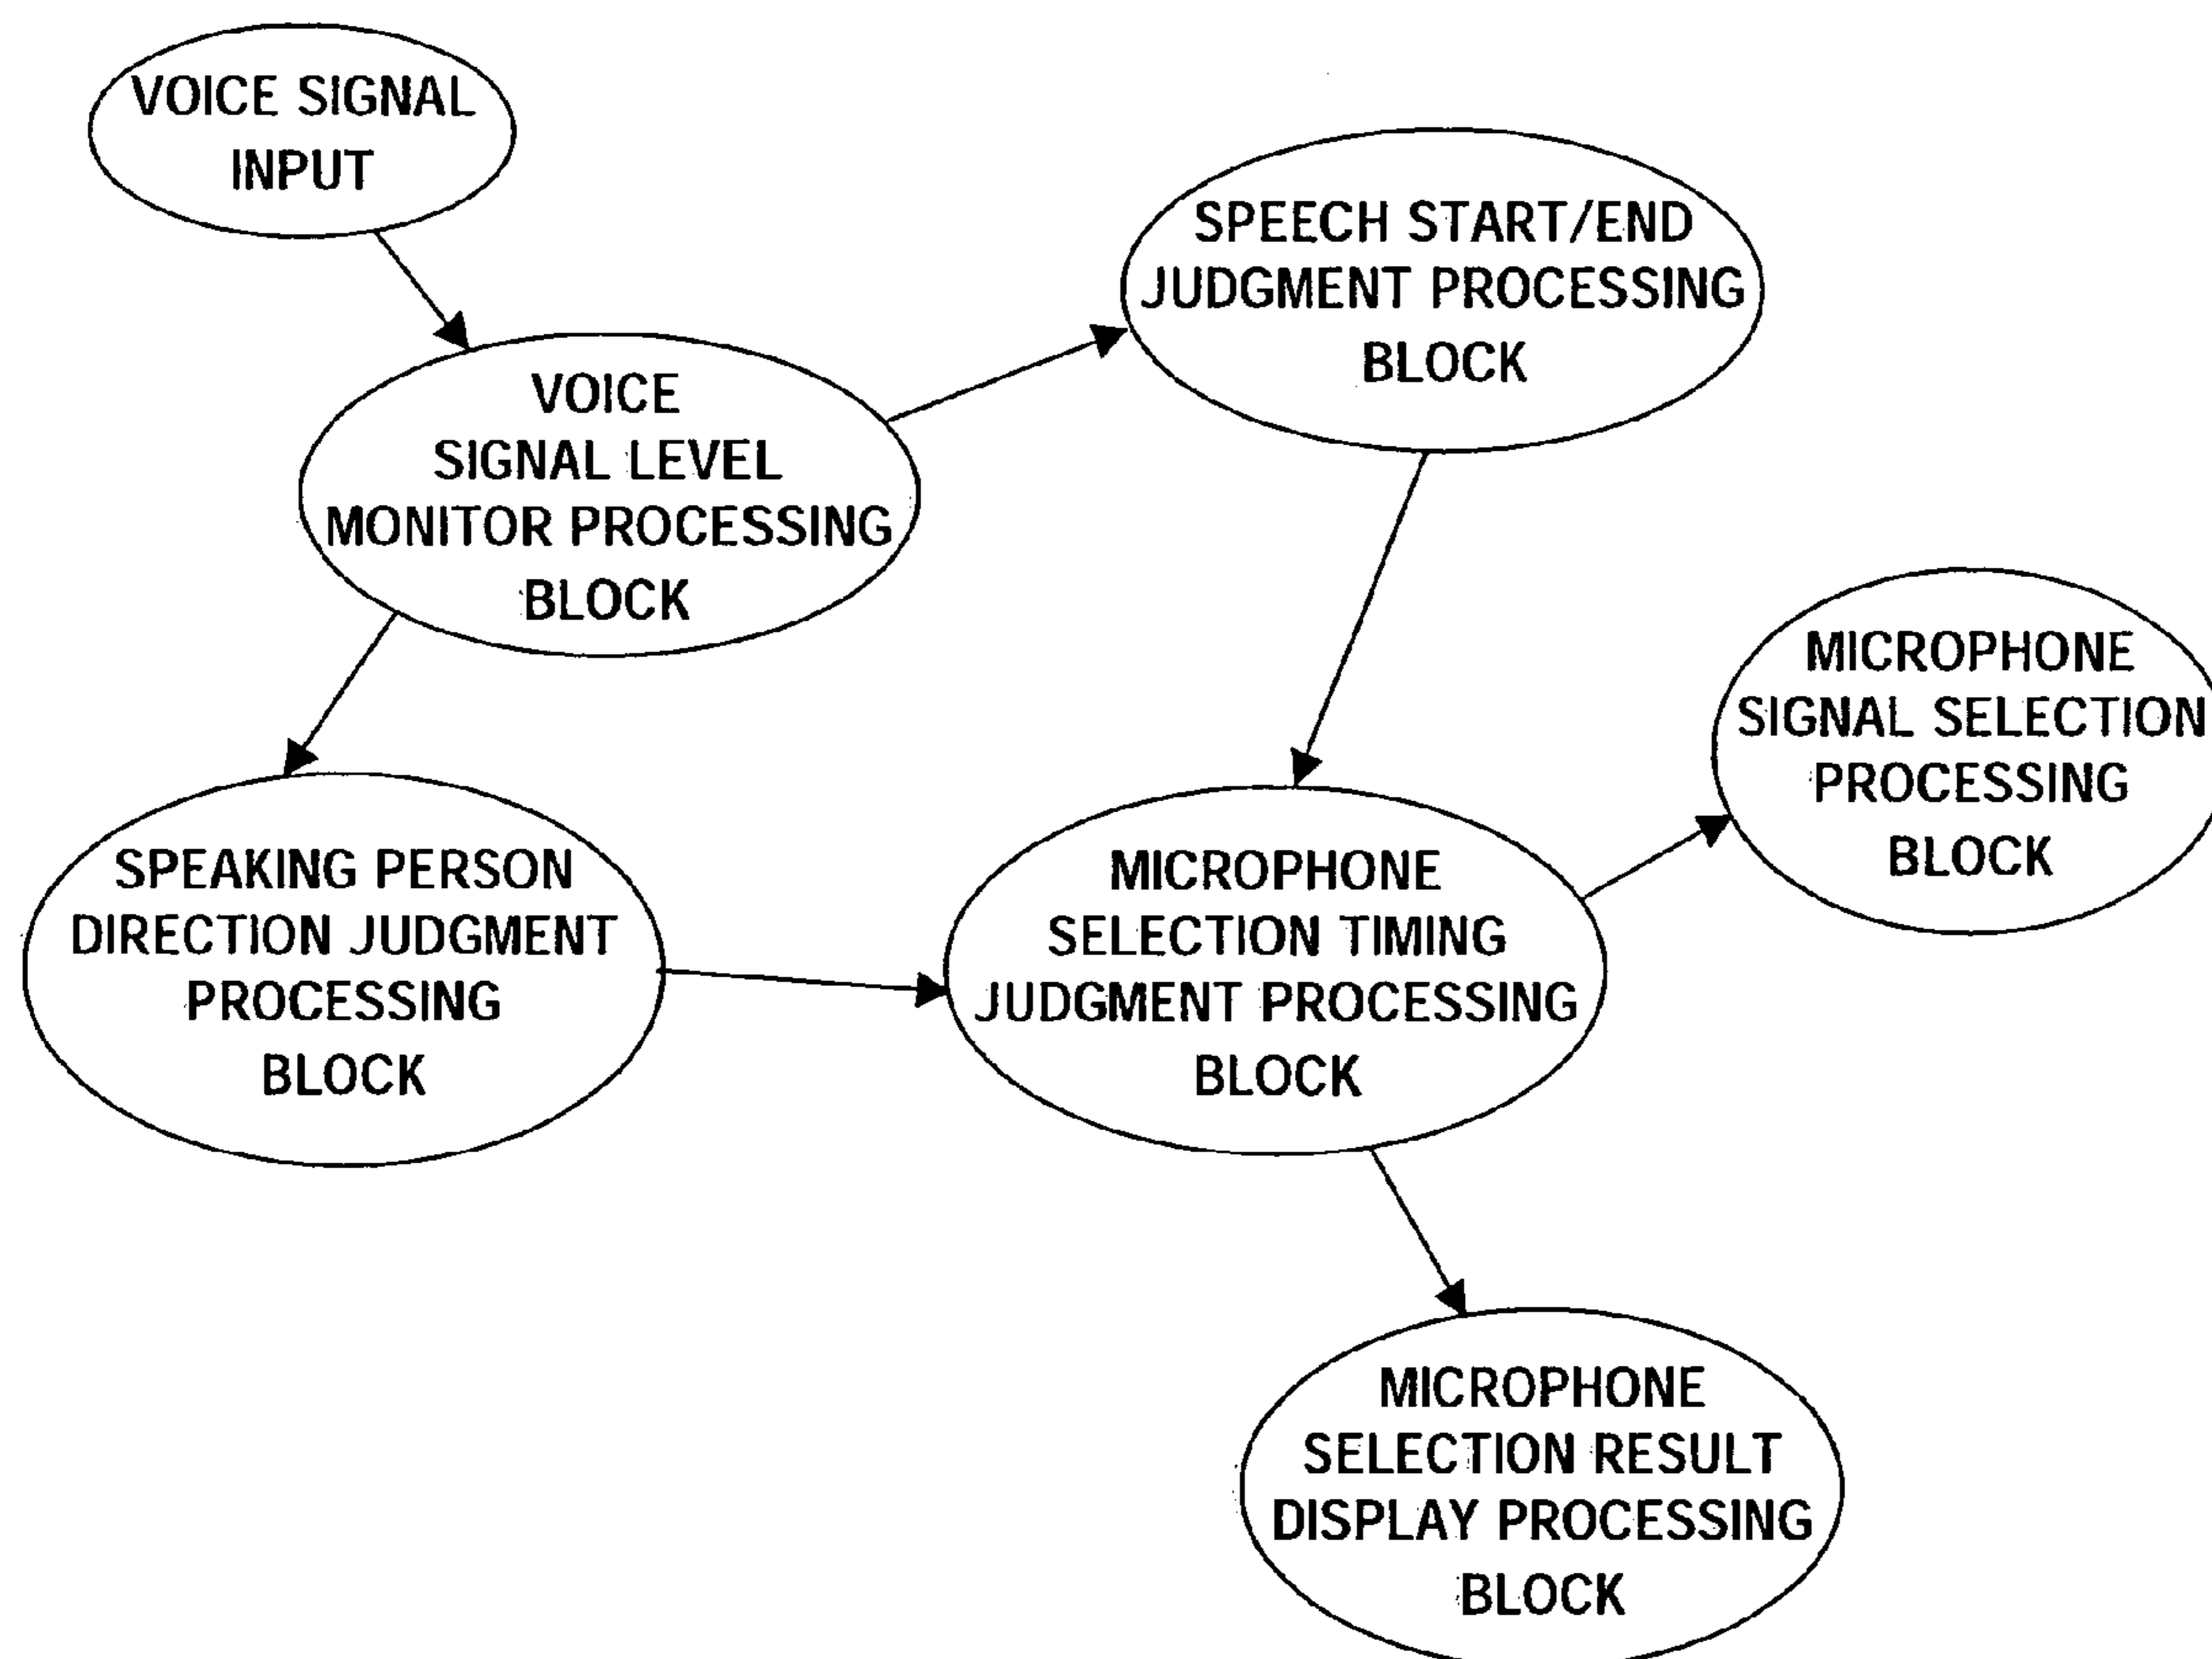 VOICE SIGNAL
INPUT
SPEECH START/END
JUDGMENT PROCESSING
BLOCK
VOICE
SIGNAL LEVEL
MONITOR PROCESSING
BLOCK
MICROPHONE
SIGNAL SELECTION
PROCESSING
BLOCK
SPEAKING PERSON
DIRECTION JUDGMENT
PROCESSING
BLOCK
MICROPHONE
SELECTION TIMING
JUDGMENT PROCESSING
BLOCK
MICROPHONE
SELECTION RESULT
DISPLAY PROCESSING
BLOCK